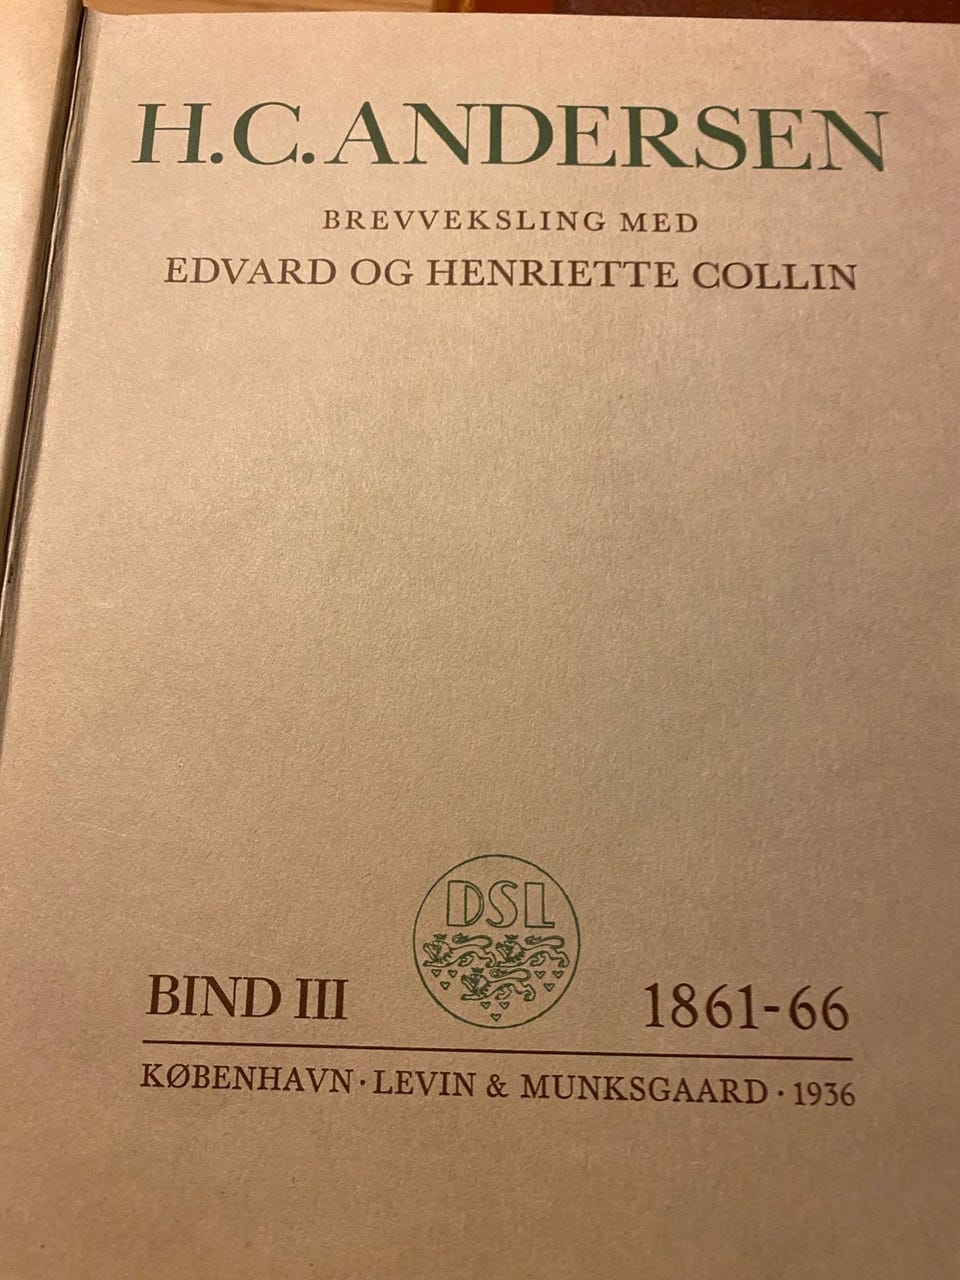 H.C. ANDERSEN
BREVVEKSLING MED
EDVARD OG HENRIETTE COLLIN
DSL
BIND III 1861-66
KØBENHAVN · LEVIN & MUNKSGAARD · 1936